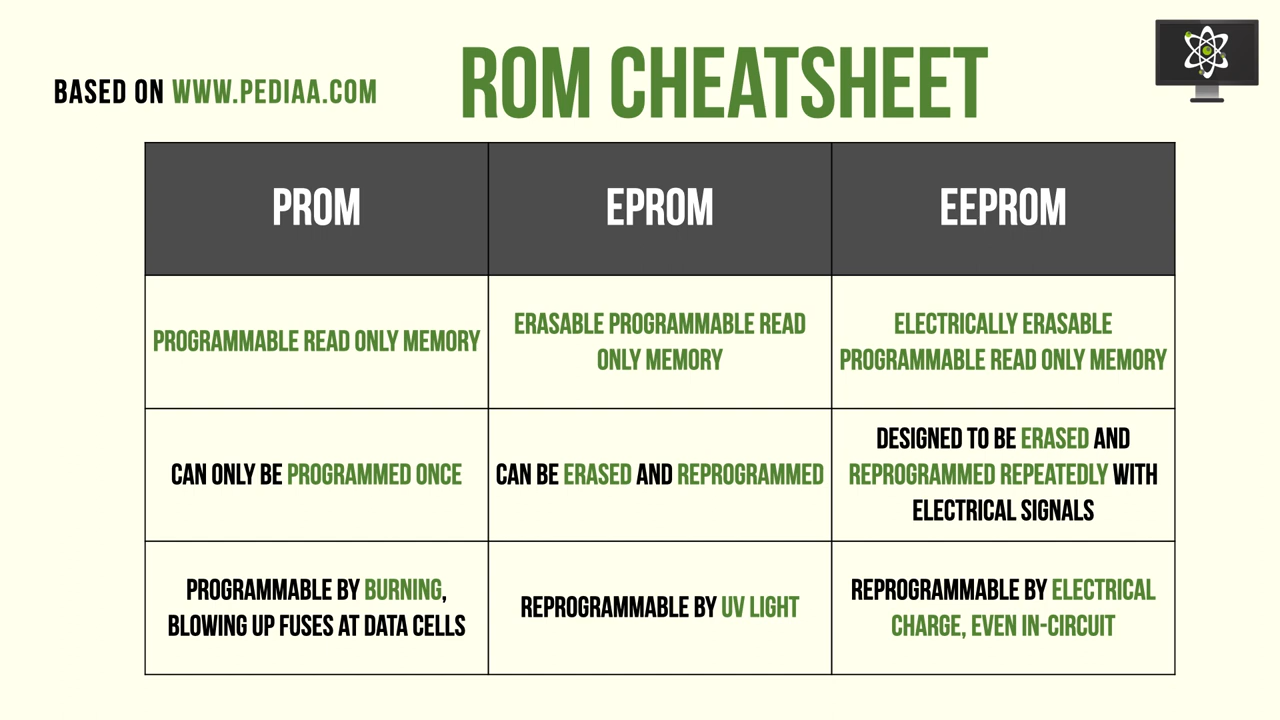 BASED ON WWW.PEDIAA.COM
ROM CHEATSHEET
PROM
EPROM
EEPROM
PROGRAMMABLE READ ONLY MEMORY
ERASABLE PROGRAMMABLE READ
ONLY MEMORY
ELECTRICALLY ERASABLE
PROGRAMMABLE READ ONLY MEMORY
CAN ONLY BE PROGRAMMED ONCE
CAN BE ERASED AND REPROGRAMMED
DESIGNED TO BE ERASED AND
REPROGRAMMED REPEATEDLY WITH
ELECTRICAL SIGNALS
PROGRAMMABLE BY BURNING,
BLOWING UP FUSES AT DATA CELLS
REPROGRAMMABLE BY UV LIGHT
REPROGRAMMABLE BY ELECTRICAL
CHARGE, EVEN IN-CIRCUIT